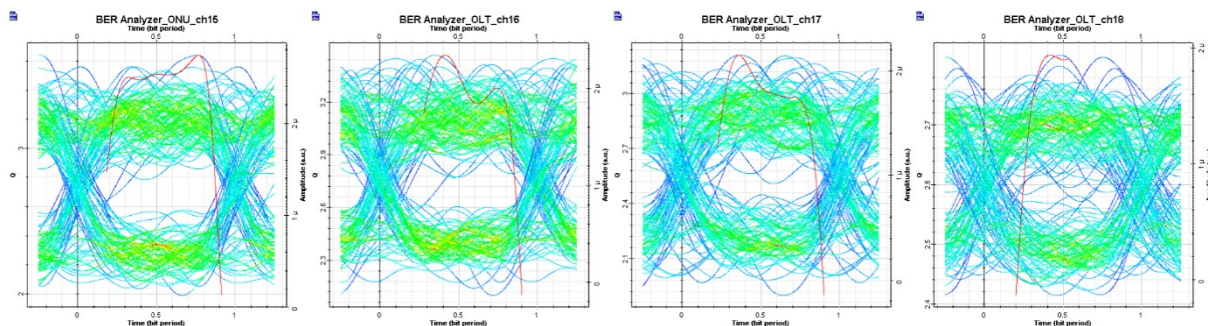 BER Analyzer_ONU_ch15
Time (bit period)
0 0.5 1
Q
3
2
Amplitude (a.u.)
2 µ
1 µ
0
0 0.5 1
Time (bit period)
BER Analyzer_OLT_ch16
Time (bit period)
0 0.5 1
Q
3.2
2.9
2.6
2.3
Amplitude (a.u.)
2 µ
1 µ
0
0 0.5 1
Time (bit period)
BER Analyzer_OLT_ch17
Time (bit period)
0 0.5 1
Q
3
2.7
2.4
2.1
Amplitude (a.u.)
2 µ
1 µ
0
0 0.5 1
Time (bit period)
BER Analyzer_OLT_ch18
Time (bit period)
0 0.5 1
Q
2.7
2.6
2.5
2.4
2 µ
1 µ
0
0 0.5 1
Time (bit period)